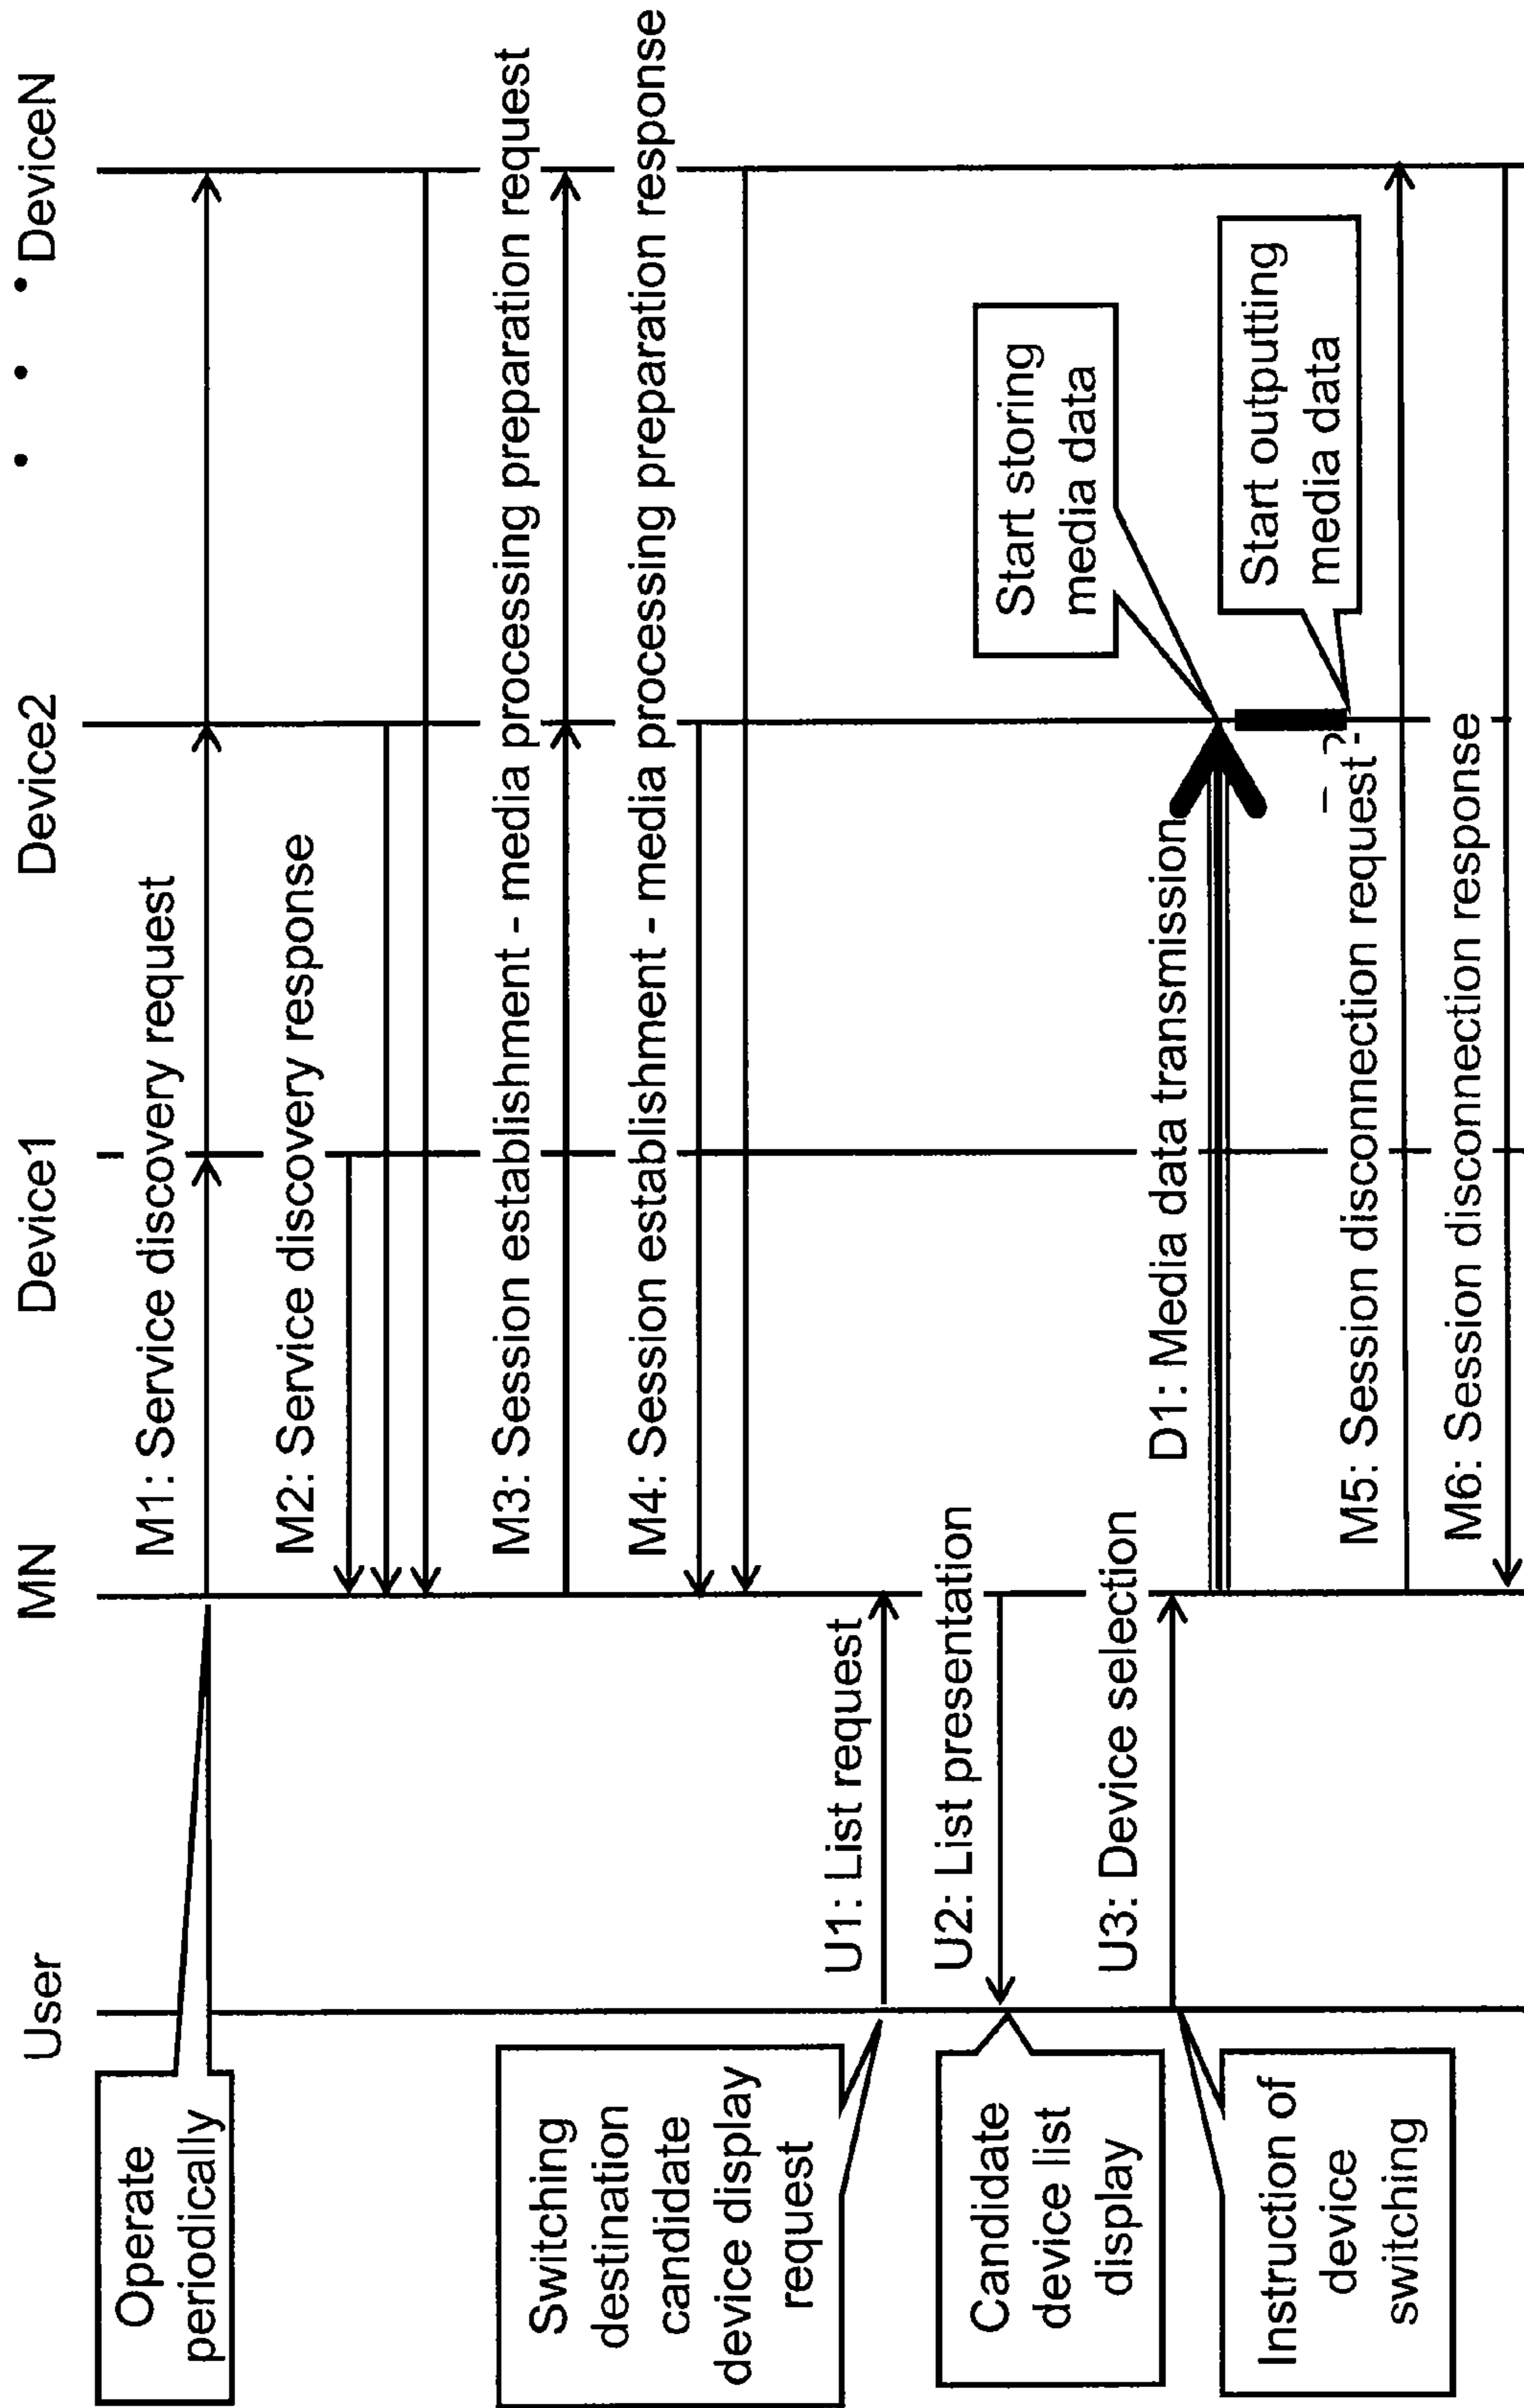 User
MN
Device1
Device2
• • •
DeviceN
Operate
periodically
M1: Service discovery request
M2: Service discovery response
M3: Session establishment - media processing preparation request
M4: Session establishment - media processing preparation response
Switching
destination
candidate
device display
request
U1: List request
Candidate
device list
display
U2: List presentation
Instruction of
device
switching
U3: Device selection
D1: Media data transmission
Start storing
media data
Start outputting
media data
M5: Session disconnection request
M6: Session disconnection response